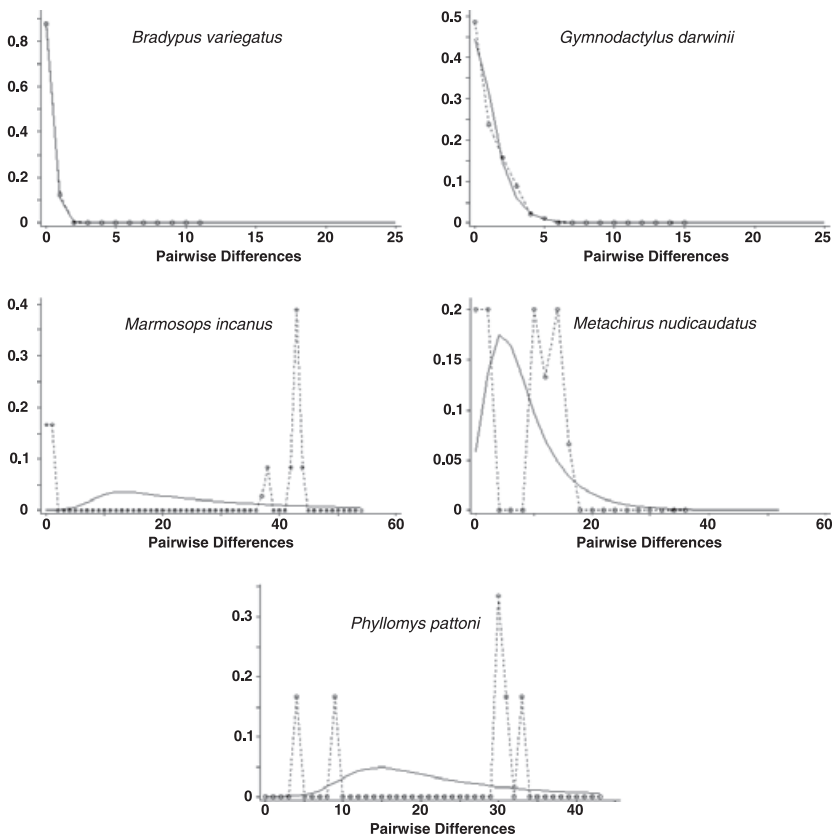 Bradypus variegatus
0.8
0.6
0.4
0.2
0
0 5 10 15 20 25
Pairwise Differences
Gymnodactylus darwinii
0.5
0.4
0.3
0.2
0.1
0
0 5 10 15 20 25
Pairwise Differences
Marmosops incanus
0.4
0.3
0.2
0.1
0
0 20 40 60
Pairwise Differences
Metachirus nudicaudatus
0.2
0.15
0.1
0.05
0
0 20 40 60
Pairwise Differences
Phyllomys pattoni
0.3
0.2
0.1
0
0 10 20 30 40
Pairwise Differences